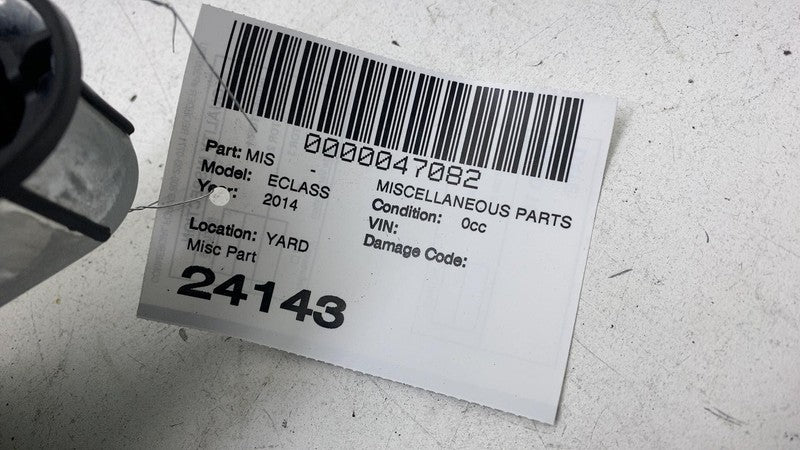 0000047082
Part: MIS -
MISCELLANEOUS PARTS
Model: ECLASS
Condition: 0cc
Year: 2014
VIN:
Damage Code:
Location: YARD
Misc Part
24143